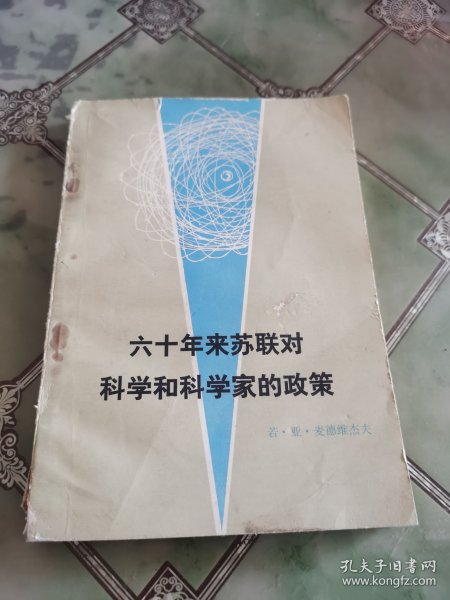 六十年来苏联对
科学和科学家的政策
若·亚·麦德维杰夫
孔夫子旧书网
www.kongfz.com